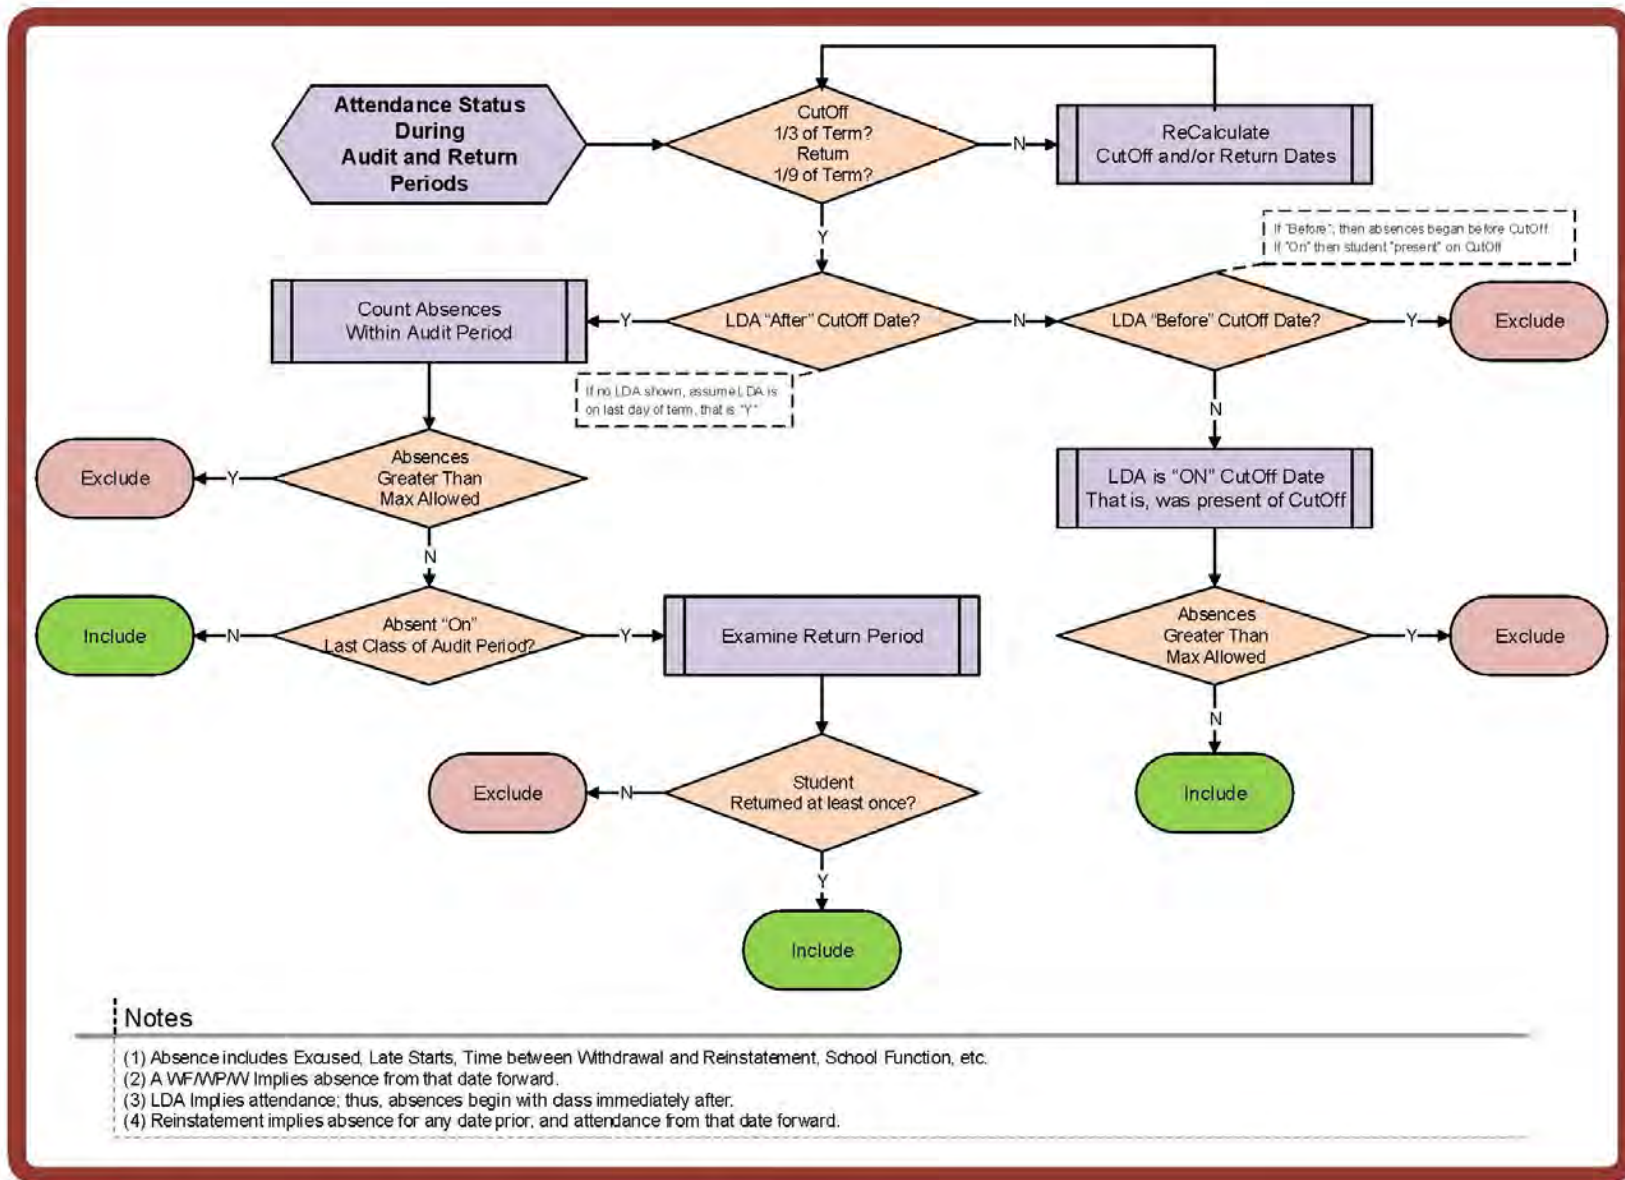 Attendance Status
During
Audit and Return
Periods
CutOff
1/3 of Term?
Return
1/9 of Term?
N
ReCalculate
CutOff and/or Return Dates
Y
If "Before", then absences began before CutOff
If "On" then student "present" on CutOff
Count Absences
Within Audit Period
Y
LDA "After" CutOff Date?
N
LDA "Before" CutOff Date?
Y
Exclude
If no LDA shown, assume LDA is
on last day of term, that is "Y"
N
Exclude
Y
Absences
Greater Than
Max Allowed
LDA is "ON" CutOff Date
That is, was present of CutOff
N
Include
N
Absent "On"
Last Class of Audit Period?
Y
Examine Return Period
Absences
Greater Than
Max Allowed
Y
Exclude
N
Exclude
N
Student
Returned at least once?
Include
Y
Include
Notes
(1) Absence includes Excused, Late Starts, Time between Withdrawal and Reinstatement, School Function, etc.
(2) A WF/WP/W Implies absence from that date forward.
(3) LDA Implies attendance; thus, absences begin with class immediately after.
(4) Reinstatement implies absence for any date prior, and attendance from that date forward.